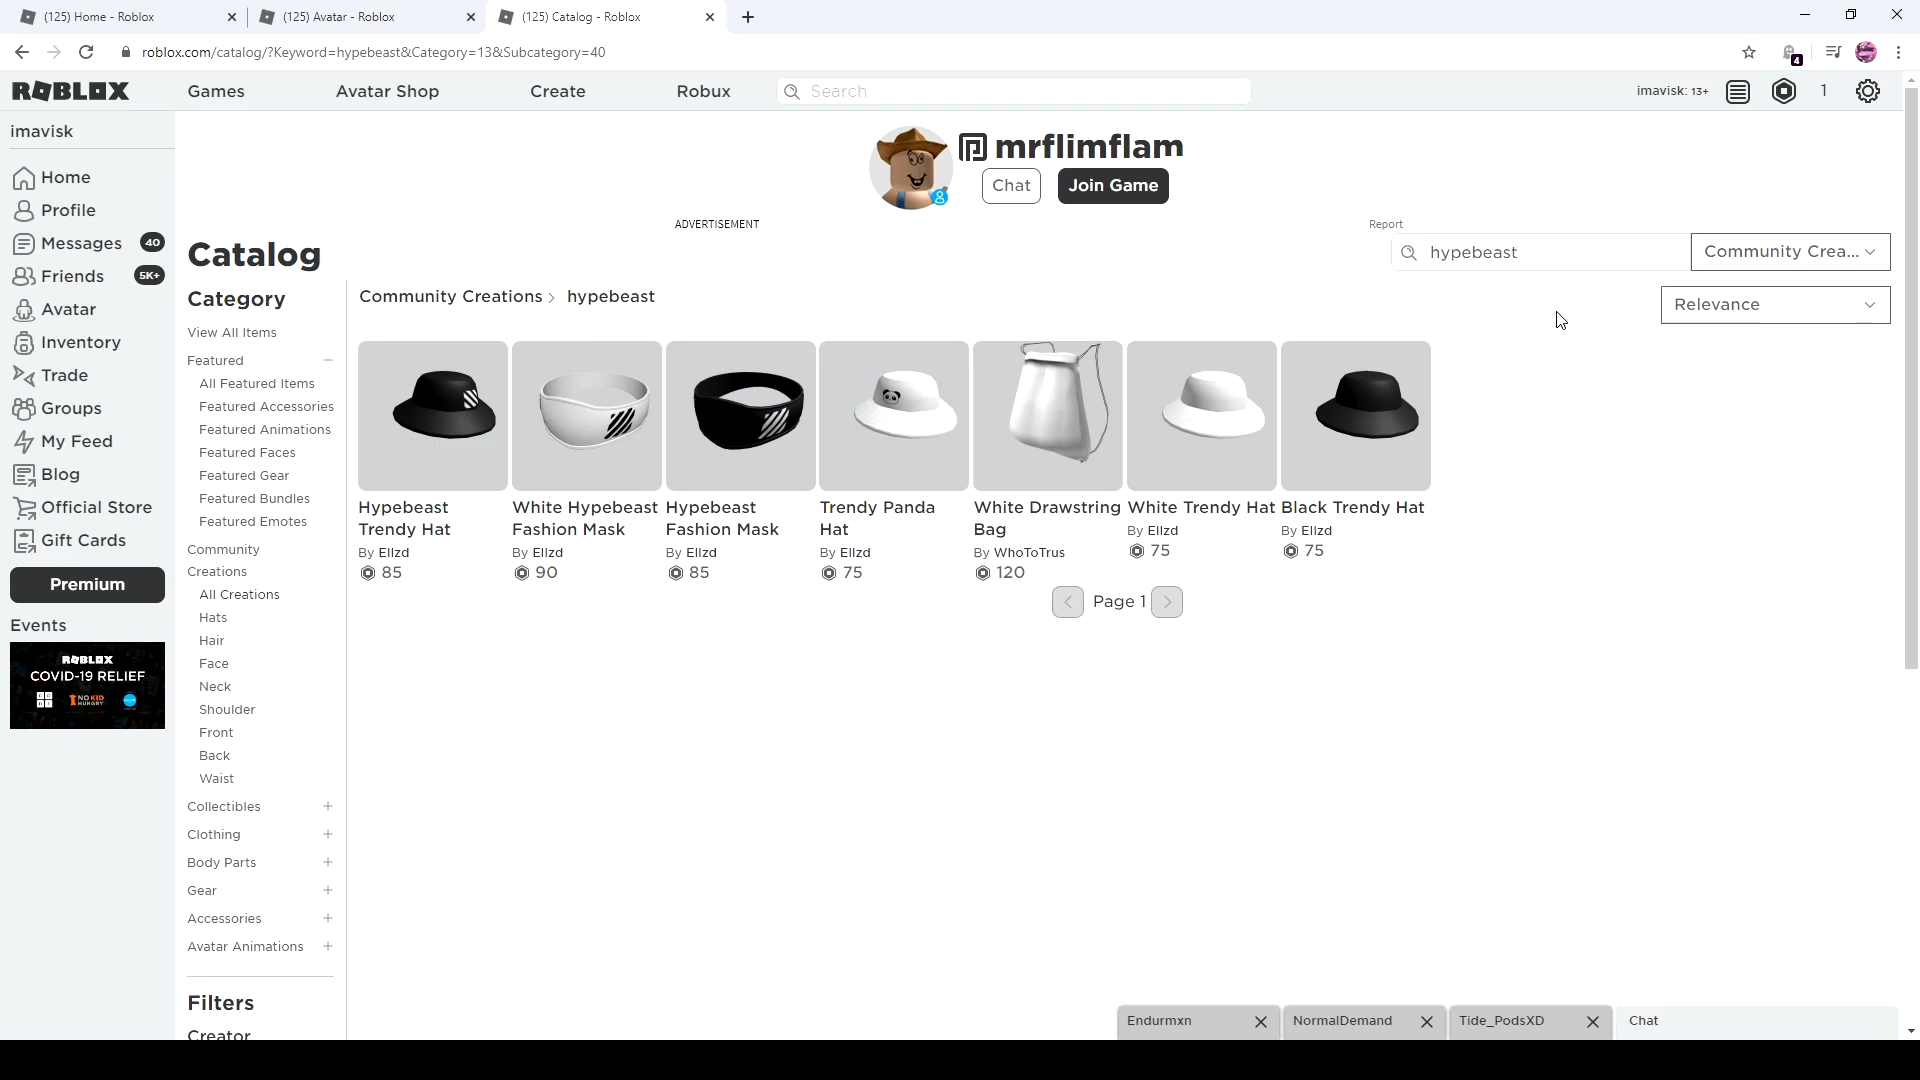 (125) Home - Roblox
(125) Avatar - Roblox
(125) Catalog - Roblox
roblox.com/catalog/?Keyword=hypebeast&Category=13&Subcategory=40
4
ROBLOX
Games
Avatar Shop
Create
Robux
Search
imavisk: 13+
1
imavisk
Home
Profile
Messages 40
Friends 5K+
Avatar
Inventory
Trade
Groups
My Feed
Blog
Official Store
Gift Cards
Premium
Events
ROBLOX
COVID-19 RELIEF
NO KID
HUNGRY
mrflimflam
Chat
Join Game
ADVERTISEMENT
Report
Catalog
hypebeast
Community Crea...
Category
View All Items
Featured
All Featured Items
Featured Accessories
Featured Animations
Featured Faces
Featured Gear
Featured Bundles
Featured Emotes
Community
Creations
All Creations
Hats
Hair
Face
Neck
Shoulder
Front
Back
Waist
Collectibles
Clothing
Body Parts
Gear
Accessories
Avatar Animations
Filters
Creator
Community Creations > hypebeast
Relevance
Hypebeast
Trendy Hat
By Ellzd
85
White Hypebeast
Fashion Mask
By Ellzd
90
Hypebeast
Fashion Mask
By Ellzd
85
Trendy Panda
Hat
By Ellzd
75
White Drawstring
Bag
By WhoToTrus
120
White Trendy Hat
By Ellzd
75
Black Trendy Hat
By Ellzd
75
Page 1
Endurmxn
NormalDemand
Tide_PodsXD
Chat